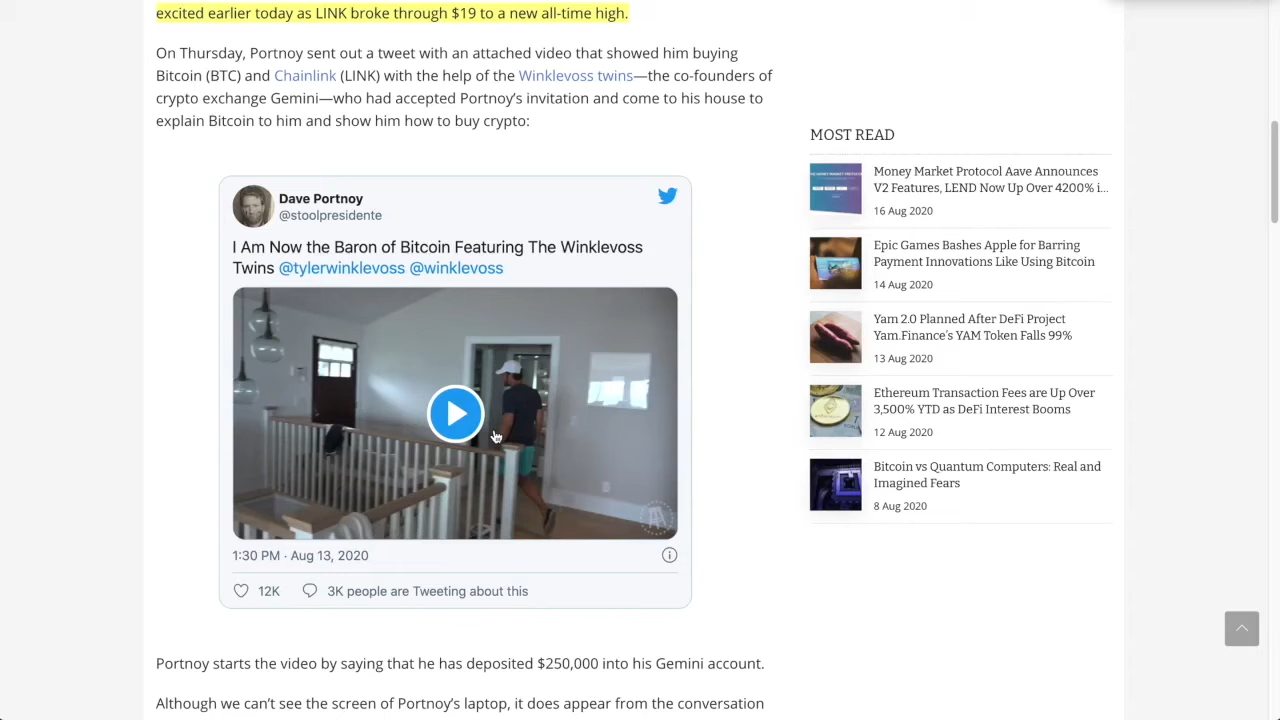 excited earlier today as LINK broke through $19 to a new all-time high.
On Thursday, Portnoy sent out a tweet with an attached video that showed him buying
Bitcoin (BTC) and Chainlink (LINK) with the help of the Winklevoss twins—the co-founders of
crypto exchange Gemini—who had accepted Portnoy’s invitation and come to his house to
explain Bitcoin to him and show him how to buy crypto:
Dave Portnoy
@stoolpresidente
I Am Now the Baron of Bitcoin Featuring The Winklevoss
Twins @tylerwinklevoss @winklevoss
1:30 PM · Aug 13, 2020
12K
3K people are Tweeting about this
Portnoy starts the video by saying that he has deposited $250,000 into his Gemini account.
Although we can’t see the screen of Portnoy’s laptop, it does appear from the conversation
MOST READ
Money Market Protocol Aave Announces
V2 Features, LEND Now Up Over 4200% i...
16 Aug 2020
Epic Games Bashes Apple for Barring
Payment Innovations Like Using Bitcoin
14 Aug 2020
Yam 2.0 Planned After DeFi Project
Yam.Finance’s YAM Token Falls 99%
13 Aug 2020
Ethereum Transaction Fees are Up Over
3,500% YTD as DeFi Interest Booms
12 Aug 2020
Bitcoin vs Quantum Computers: Real and
Imagined Fears
8 Aug 2020